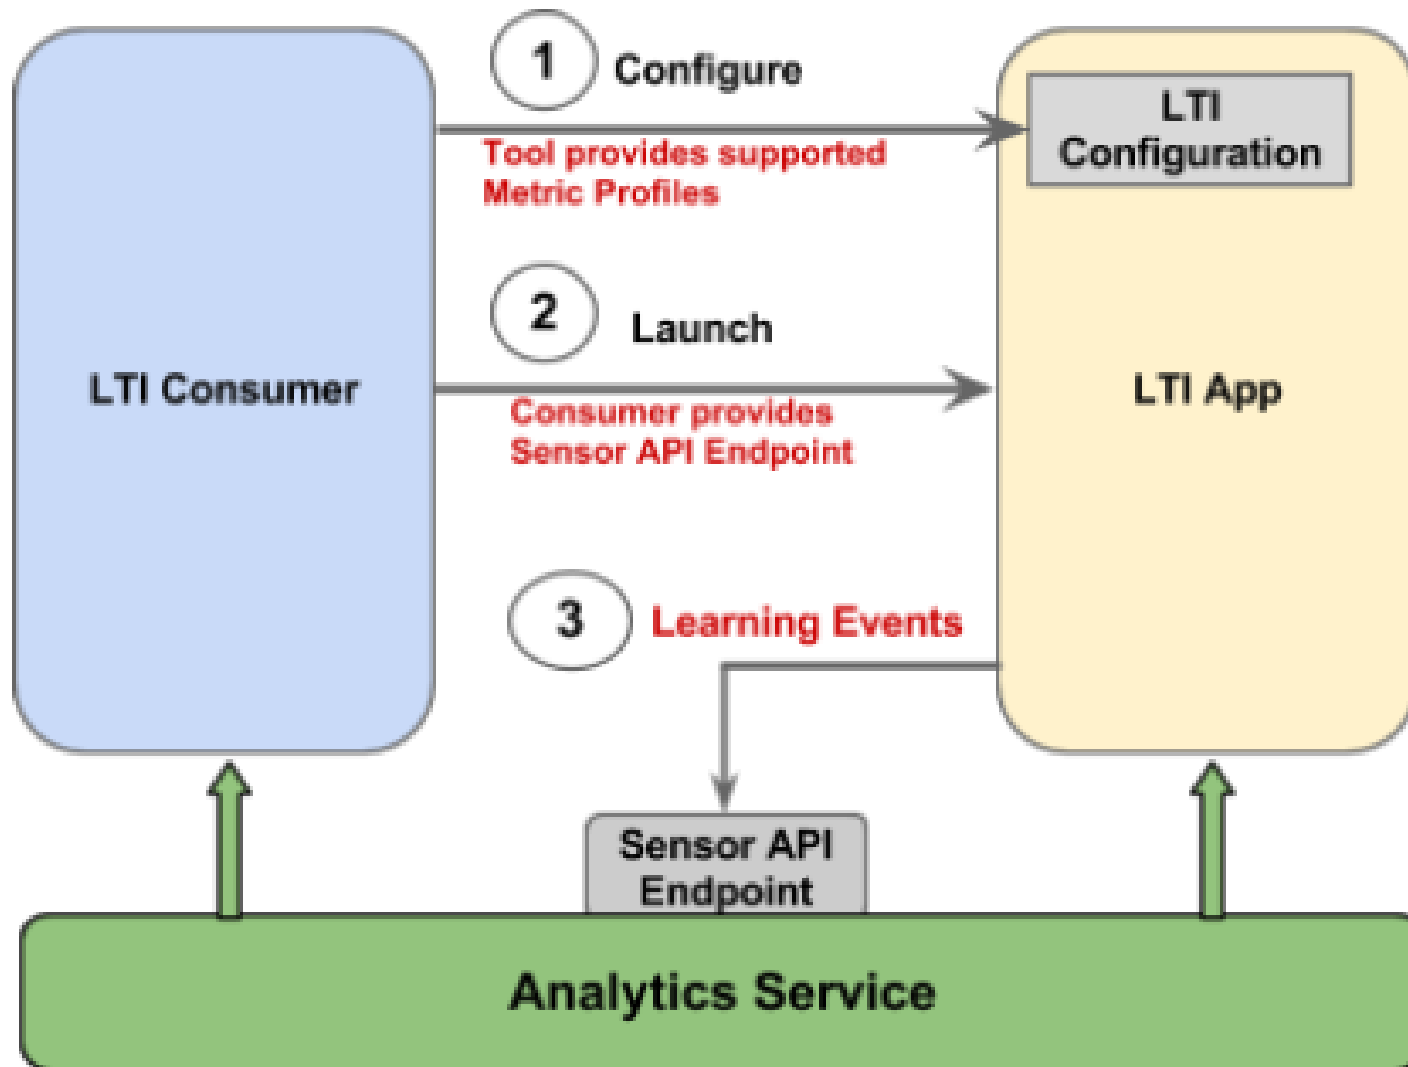 1
Configure
LTI
Configuration
Tool provides supported
Metric Profiles
2
Launch
LTI Consumer
LTI App
Consumer provides
Sensor API Endpoint
3
Learning Events
Sensor API
Endpoint
Analytics Service